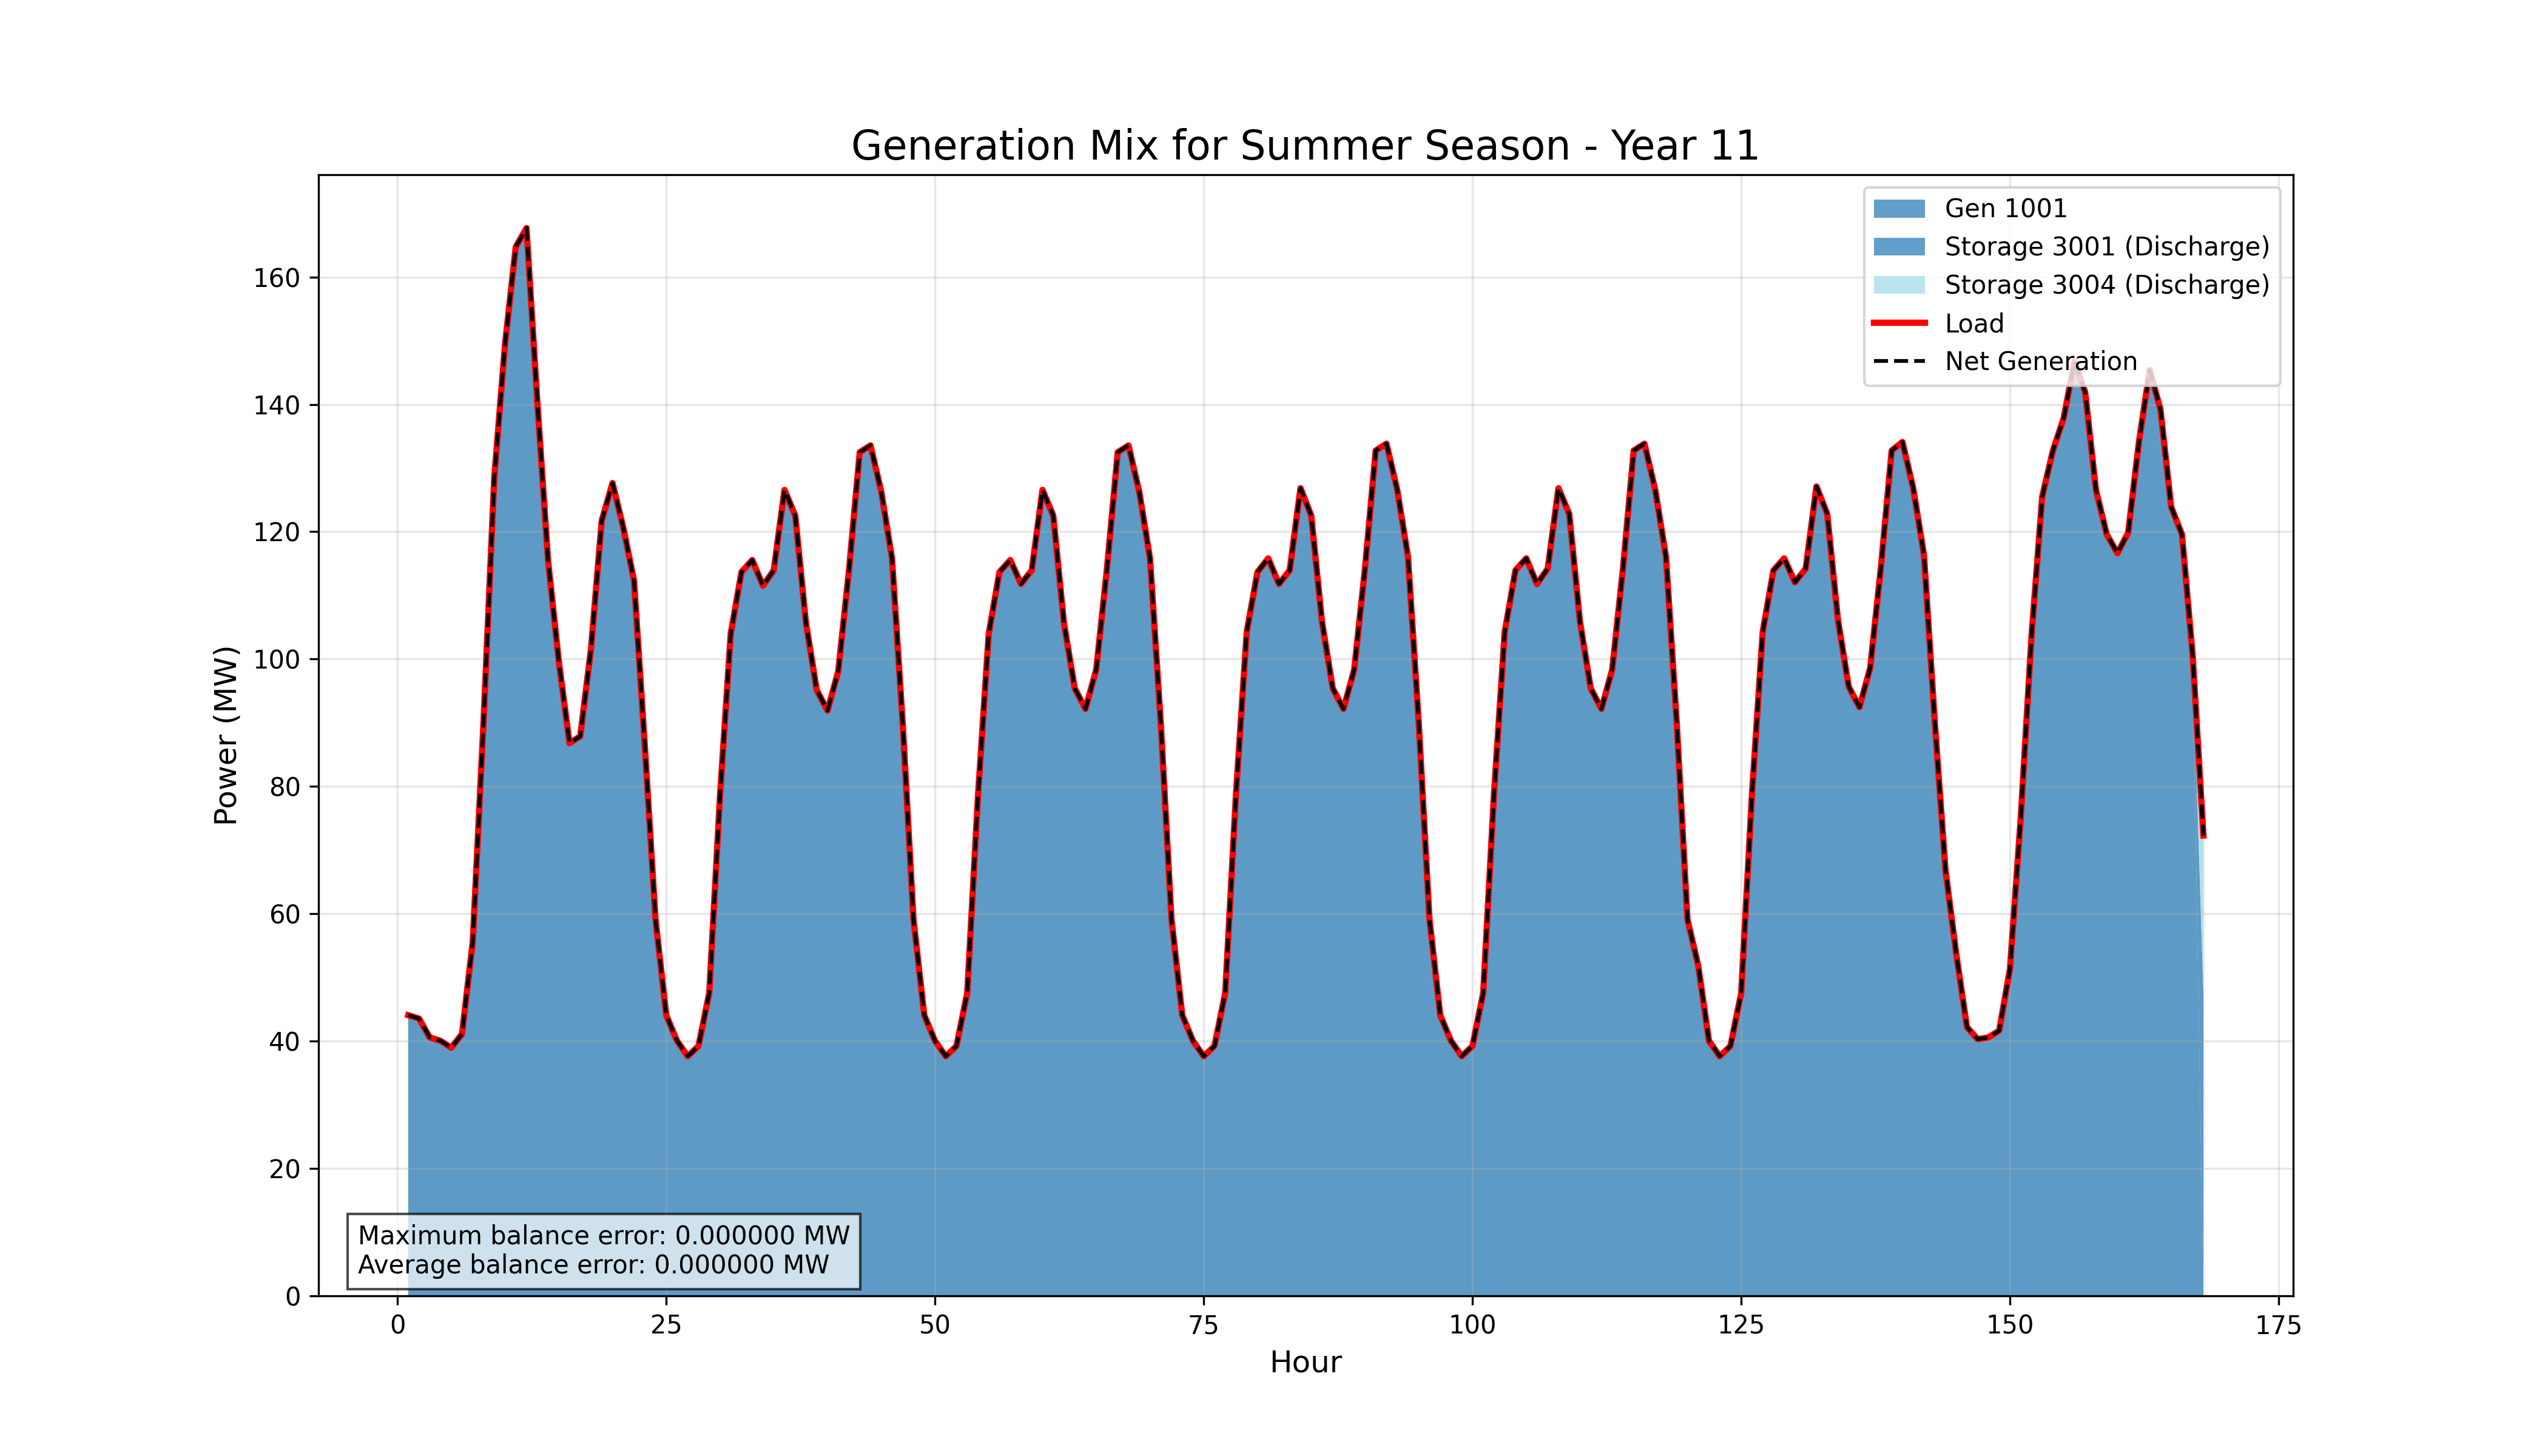 Generation Mix for Summer Season - Year 11
Gen 1001
Storage 3001 (Discharge)
Storage 3004 (Discharge)
Load
Net Generation
Power (MW)
160
140
120
100
80
60
40
20
0
Maximum balance error: 0.000000 MW
Average balance error: 0.000000 MW
0 25 50 75 100 125 150 175
Hour